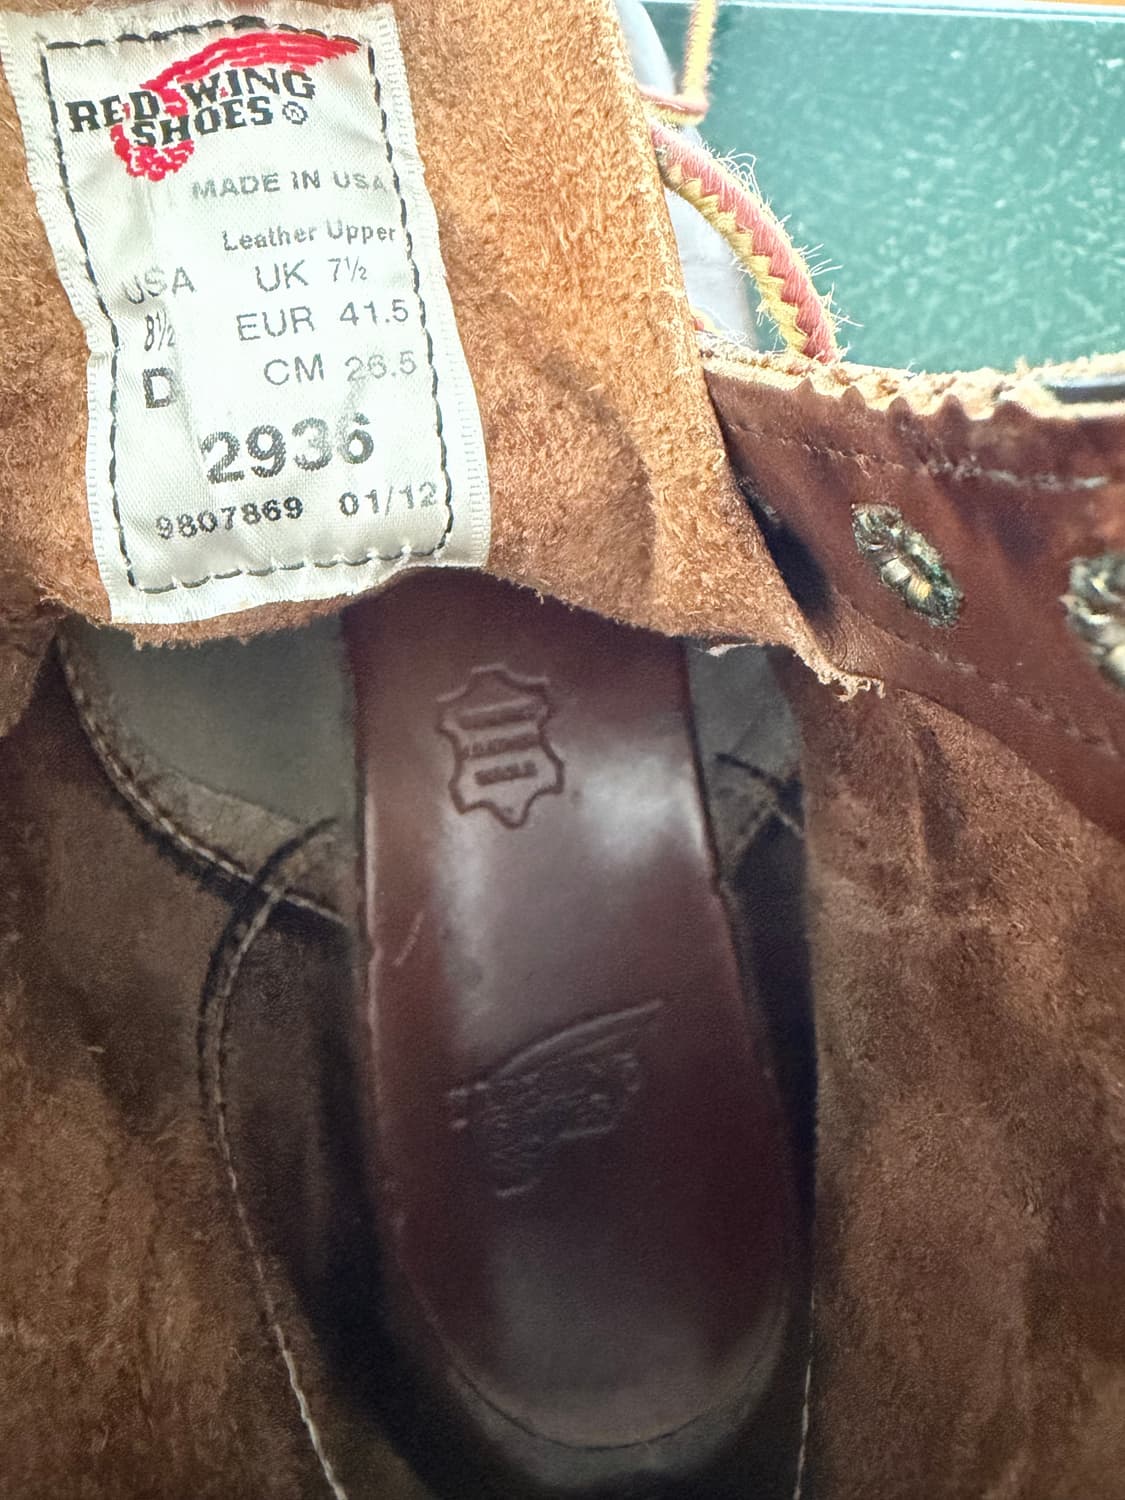 RED WING
SHOES ®
MADE IN USA
Leather Upper
USA UK 7½
8½ EUR 41.5
D CM 26.5
2936
9807869 01/12